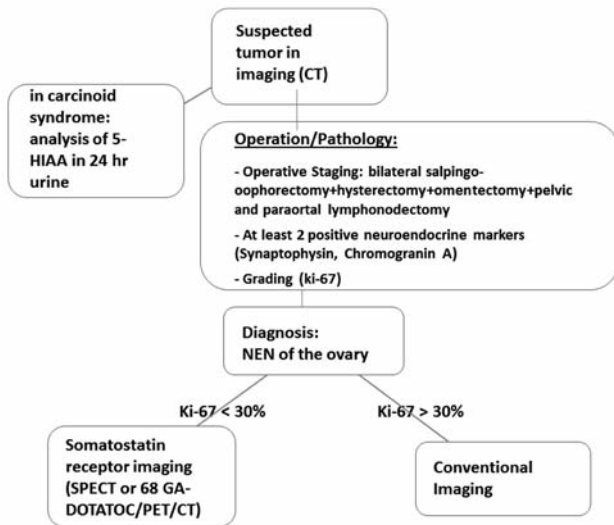 Suspected
tumor in
imaging (CT)
in carcinoid
syndrome:
analysis of 5-
HIAA in 24 hr
urine
Operation/Pathology:
- Operative Staging: bilateral salpingo-
oophorectomy+hysterectomy+omentectomy+pelvic
and paraortal lymphonodectomy
- At least 2 positive neuroendocrine markers
(Synaptophysin, Chromogranin A)
- Grading (ki-67)
Diagnosis:
NEN of the ovary
Ki-67 < 30%
Ki-67 > 30%
Somatostatin
receptor imaging
(SPECT or 68 GA-
DOTATOC/PET/CT)
Conventional
Imaging